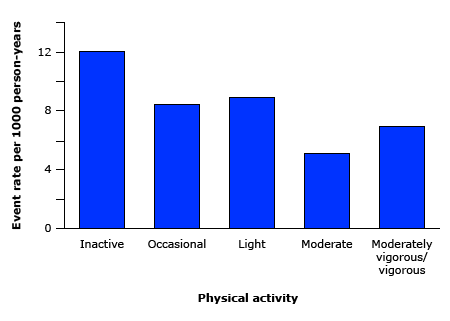 Event rate per 1000 person-years
12
8
4
0
Inactive
Occasional
Light
Moderate
Moderately
vigorous/
vigorous
Physical activity